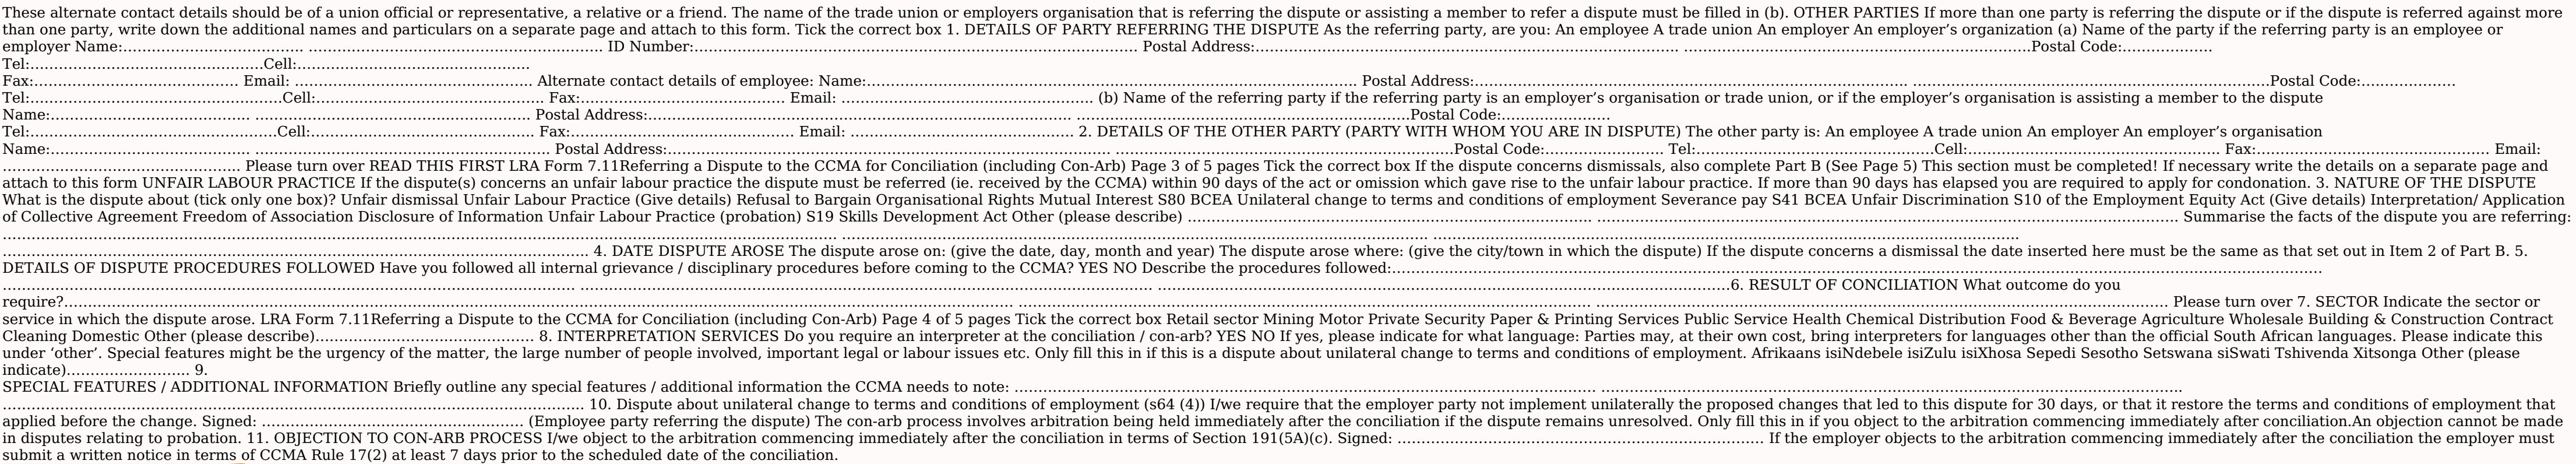 These alternate contact details should be of a union official or representative, a relative or a friend. The name of the trade union or employers organisation that is referring the dispute or assisting a member to refer a dispute must be filled in (b). OTHER PARTIES If more than one party is referring the dispute or if the dispute is referred against more
than one party, write down the additional names and particulars on a separate page and attach to this form. Tick the correct box 1. DETAILS OF PARTY REFERRING THE DISPUTE As the referring party, are you: An employee A trade union An employer An employer’s organization (a) Name of the party if the referring party is an employee or
employer Name:...................................... ................................................................ ID Number:.............................................................................................. Postal Address:........................................................................ .........................................................................Postal Code:...................
Tel:.................................................Cell:.................................................
Fax:........................................... Email: .................................................. Alternate contact details of employee: Name:....................................................................................................... Postal Address:........................................................................................... ...........................................................................Postal Code:....................
Tel:.....................................................Cell:................................................ Fax:........................................... Email: ..................................................... (b) Name of the referring party if the referring party is an employer’s organisation or trade union, or if the employer’s organisation is assisting a member to the dispute
Name:.......................................... .......................................................... Postal Address:......................................................................................... ......................................................................Postal Code:.......................
Tel:....................................................Cell:................................................ Fax:............................................... Email: ............................................... 2. DETAILS OF THE OTHER PARTY (PARTY WITH WHOM YOU ARE IN DISPUTE) The other party is: An employee A trade union An employer An employer’s organisation
Name:.......................................... .............................................................. Postal Address:.............................................................................................. ........................................................................Postal Code:......................... Tel:............................................Cell:.................................................... Fax:................................................. Email:
.................................................. Please turn over READ THIS FIRST LRA Form 7.11Referring a Dispute to the CCMA for Conciliation (including Con-Arb) Page 3 of 5 pages Tick the correct box If the dispute concerns dismissals, also complete Part B (See Page 5) This section must be completed! If necessary write the details on a separate page and
attach to this form UNFAIR LABOUR PRACTICE If the dispute(s) concerns an unfair labour practice the dispute must be referred (ie. received by the CCMA) within 90 days of the act or omission which gave rise to the unfair labour practice. If more than 90 days has elapsed you are required to apply for condonation. 3. NATURE OF THE DISPUTE
What is the dispute about (tick only one box)? Unfair dismissal Unfair Labour Practice (Give details) Refusal to Bargain Organisational Rights Mutual Interest S80 BCEA Unilateral change to terms and conditions of employment Severance pay S41 BCEA Unfair Discrimination S10 of the Employment Equity Act (Give details) Interpretation/ Application
of Collective Agreement Freedom of Association Disclosure of Information Unfair Labour Practice (probation) S19 Skills Development Act Other (please describe) ...................................................................................... .......................................................................................................................... Summarise the facts of the dispute you are referring:
............................................................................................................................ ............................................................................................................................
............................................................................................................................ 4. DATE DISPUTE AROSE The dispute arose on: (give the date, day, month and year) The dispute arose where: (give the city/town in which the dispute) If the dispute concerns a dismissal the date inserted here must be the same as that set out in Item 2 of Part B. 5.
DETAILS OF DISPUTE PROCEDURES FOLLOWED Have you followed all internal grievance / disciplinary procedures before coming to the CCMA? YES NO Describe the procedures followed:............................................................................................................................
.......................................................................................................................... .......................................................................................................................... ..........................................................................................................................6. RESULT OF CONCILIATION What outcome do you
require?............................................................................................................................ .......................................................................................................................... .......................................................................................................................... Please turn over 7. SECTOR Indicate the sector or
service in which the dispute arose. LRA Form 7.11Referring a Dispute to the CCMA for Conciliation (including Con-Arb) Page 4 of 5 pages Tick the correct box Retail sector Mining Motor Private Security Paper & Printing Services Public Service Health Chemical Distribution Food & Beverage Agriculture Wholesale Building & Construction Contract
Cleaning Domestic Other (please describe).............................................. 8. INTERPRETATION SERVICES Do you require an interpreter at the conciliation / con-arb? YES NO If yes, please indicate for what language: Parties may, at their own cost, bring interpreters for languages other than the official South African languages. Please indicate this
under ‘other’. Special features might be the urgency of the matter, the large number of people involved, important legal or labour issues etc. Only fill this in if this is a dispute about unilateral change to terms and conditions of employment. Afrikaans isiNdebele isiZulu isiXhosa Sepedi Sesotho Setswana siSwati Tshivenda Xitsonga Other (please
indicate).......................... 9.
SPECIAL FEATURES / ADDITIONAL INFORMATION Briefly outline any special features / additional information the CCMA needs to note: ............................................................................................................................ ............................................................................................................................
............................................................................................................................ 10. Dispute about unilateral change to terms and conditions of employment (s64 (4)) I/we require that the employer party not implement unilaterally the proposed changes that led to this dispute for 30 days, or that it restore the terms and conditions of employment that
applied before the change. Signed: ....................................................... (Employee party referring the dispute) The con-arb process involves arbitration being held immediately after the conciliation if the dispute remains unresolved. Only fill this in if you object to the arbitration commencing immediately after conciliation.An objection cannot be made
in disputes relating to probation. 11. OBJECTION TO CON-ARB PROCESS I/we object to the arbitration commencing immediately after the conciliation in terms of Section 191(5A)(c). Signed: .............................................................................. If the employer objects to the arbitration commencing immediately after the conciliation the employer must
submit a written notice in terms of CCMA Rule 17(2) at least 7 days prior to the scheduled date of the conciliation.